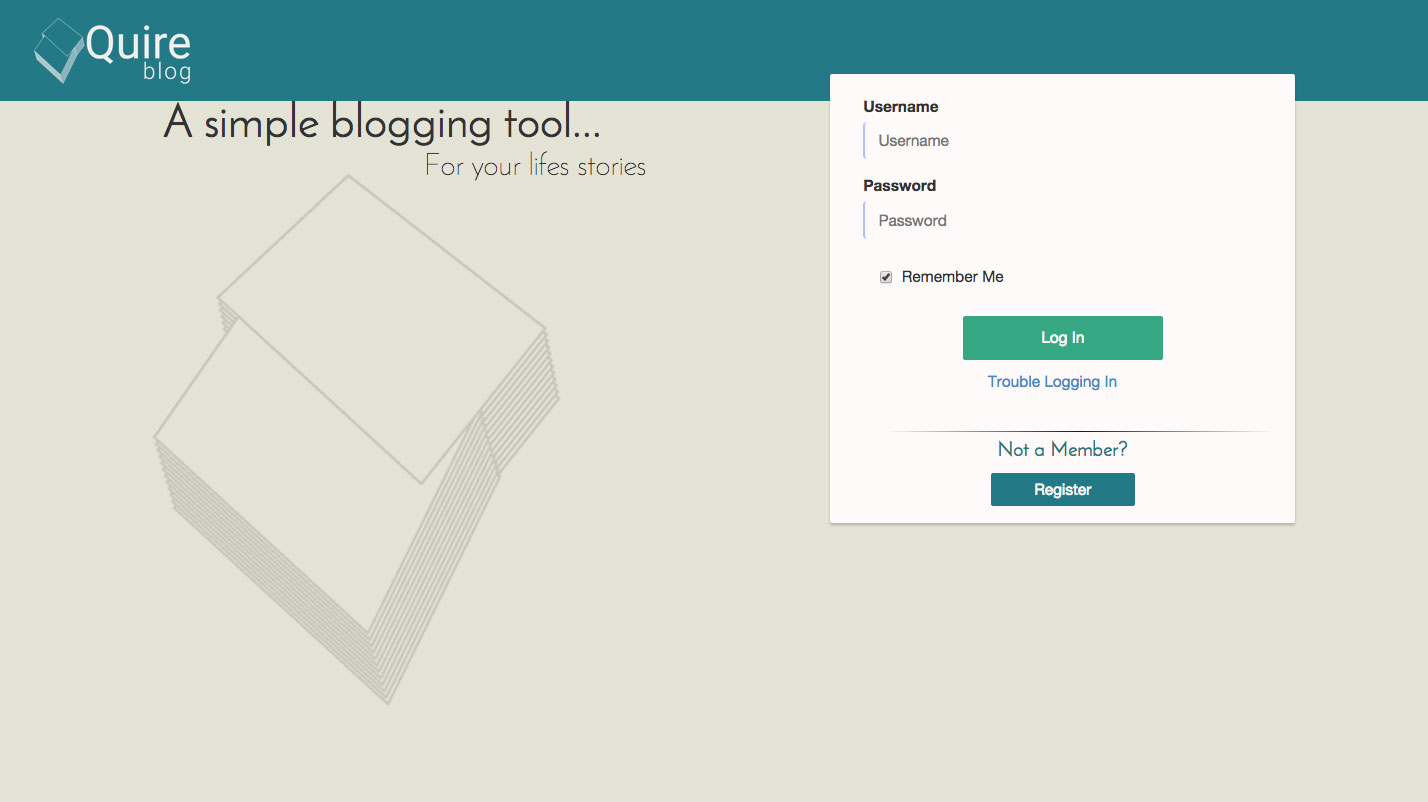 Quire
blog
A simple blogging tool...
For your lifes stories
Username
Username
Password
Password
Remember Me
Log In
Trouble Logging In
Not a Member?
Register